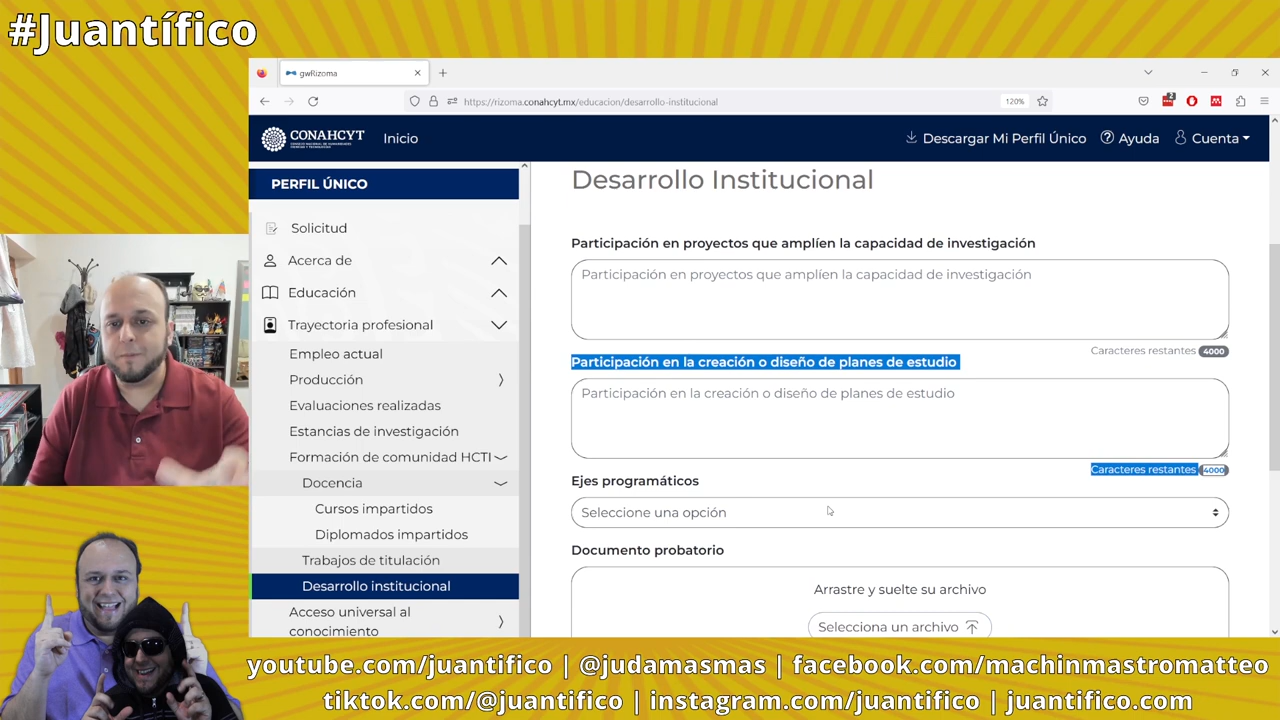 #Juantífico
gwRizoma
https://rizoma.conahcyt.mx/educacion/desarrollo-institucional
120%
2
CONAHCYT
Inicio
Descargar Mi Perfil Único
Ayuda
Cuenta
PERFIL ÚNICO
Solicitud
Acerca de
Educación
Trayectoria profesional
Empleo actual
Producción
Evaluaciones realizadas
Estancias de investigación
Formación de comunidad HCTI
Docencia
Cursos impartidos
Diplomados impartidos
Trabajos de titulación
Desarrollo institucional
Acceso universal al
conocimiento
Desarrollo Institucional
Participación en proyectos que amplíen la capacidad de investigación
Participación en proyectos que amplíen la capacidad de investigación
Caracteres restantes 4000
Participación en la creación o diseño de planes de estudio
Participación en la creación o diseño de planes de estudio
Caracteres restantes 4000
Ejes programáticos
Seleccione una opción
Documento probatorio
Arrastre y suelte su archivo
Selecciona un archivo
youtube.com/juantifico | @judamasmas | facebook.com/machinmastromatteo
tiktok.com/@juantifico | instagram.com/juantifico | juantifico.com